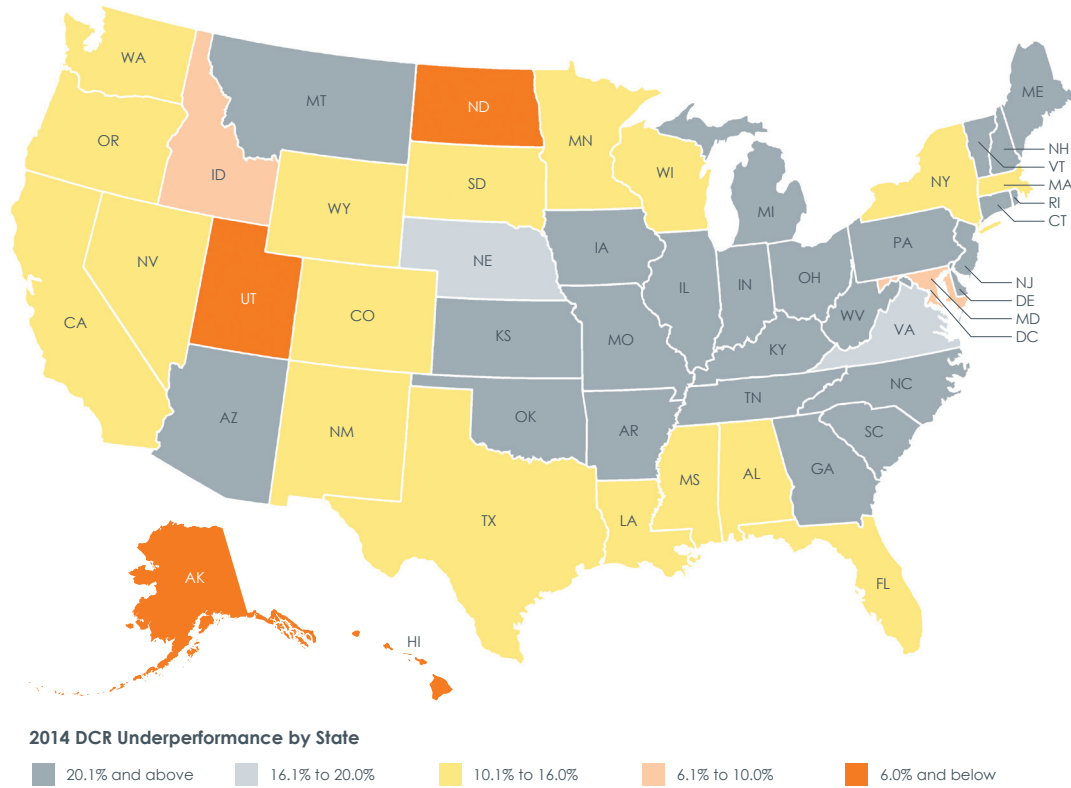 WA
MT
ND
ME
OR
MN
NH
VT
ID
SD
WI
NY
MA
WY
MI
RI
CT
IA
PA
NE
NV
IL
IN
OH
NJ
UT
DE
CO
MD
CA
WV
VA
DC
KS
MO
KY
NC
TN
AZ
OK
NM
AR
SC
GA
MS
AL
TX
LA
AK
FL
HI
2014 DCR Underperformance by State
20.1% and above 16.1% to 20.0% 10.1% to 16.0% 6.1% to 10.0% 6.0% and below